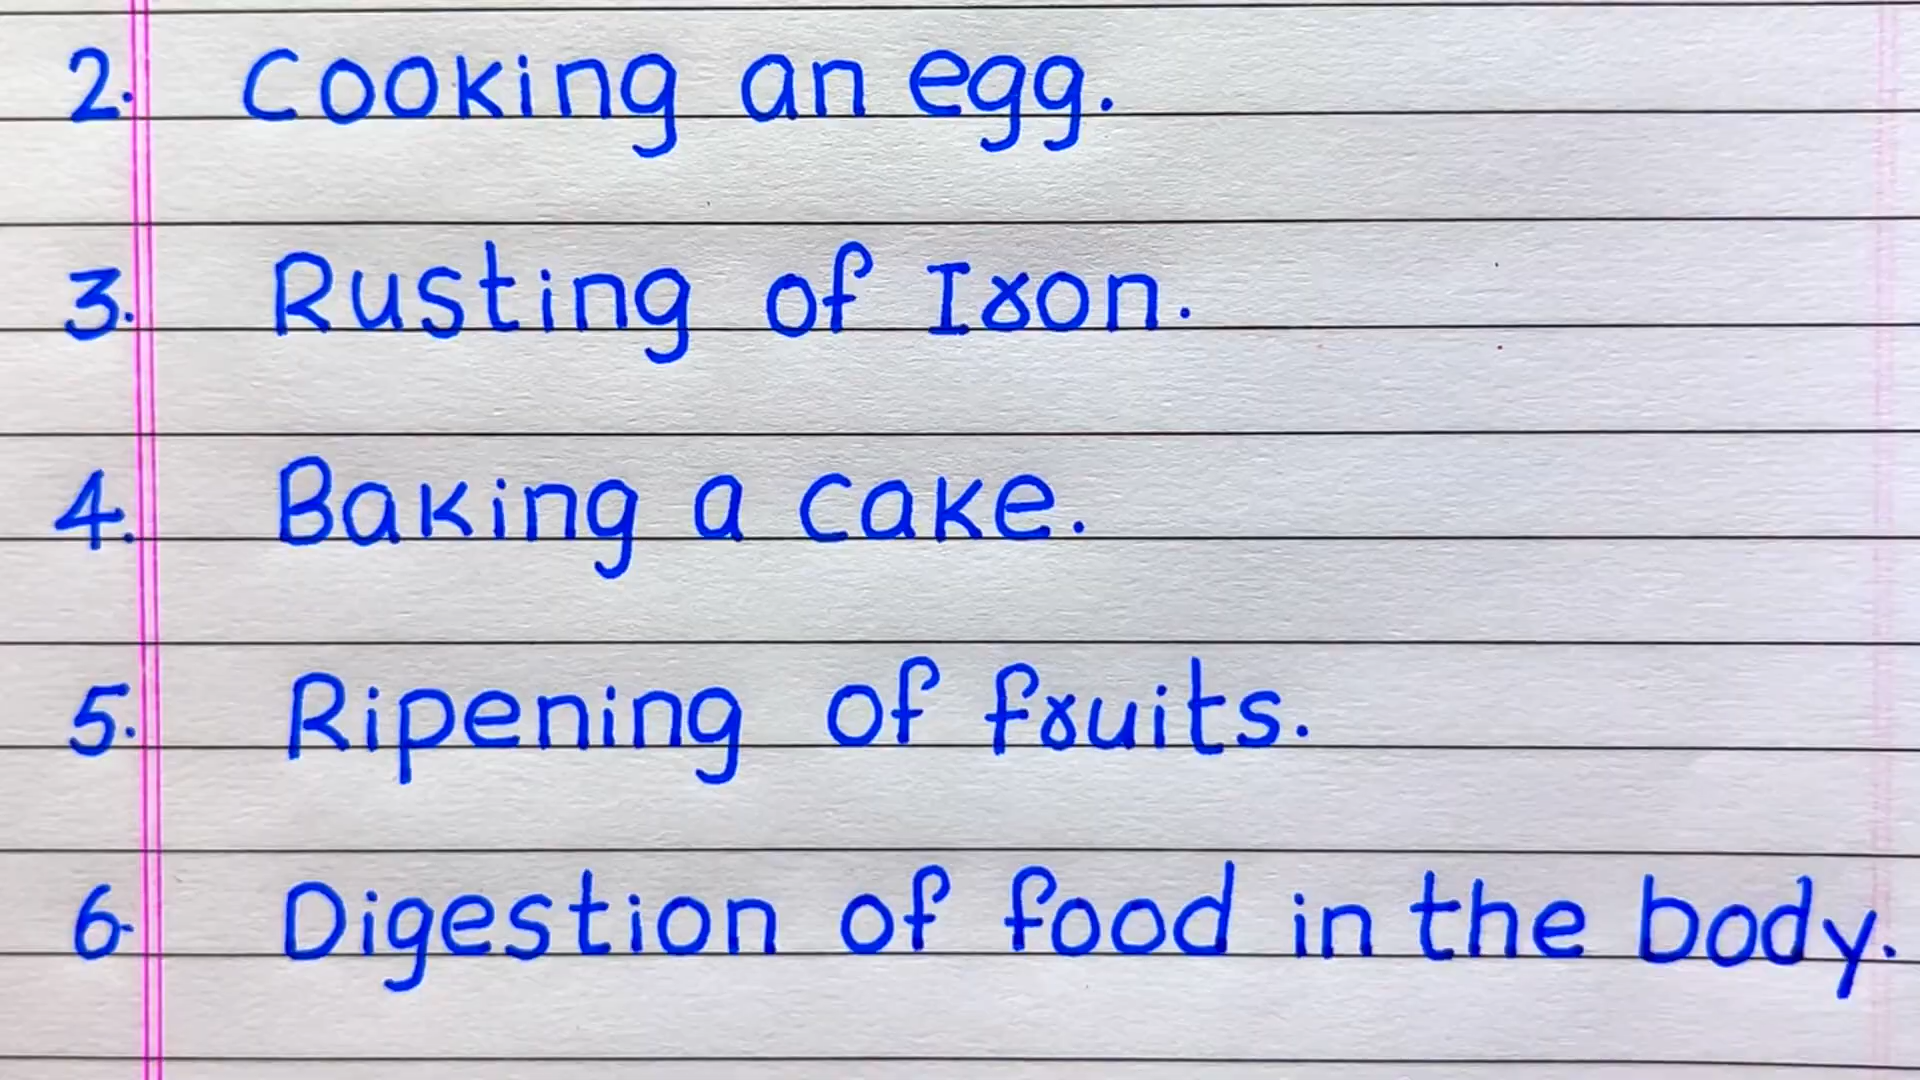 2. Cooking an egg.
3. Rusting of Iron.
4. Baking a cake.
5. Ripening of fruits.
6. Digestion of food in the body.